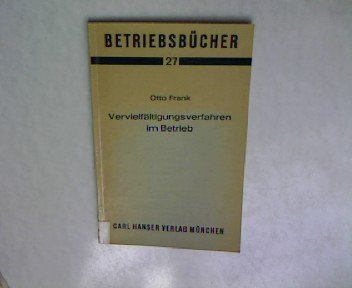 BETRIEBSBÜCHER
27
Otto Frank
Vervielfältigungsverfahren
im Betrieb
CARL HANSER VERLAG MÜNCHEN